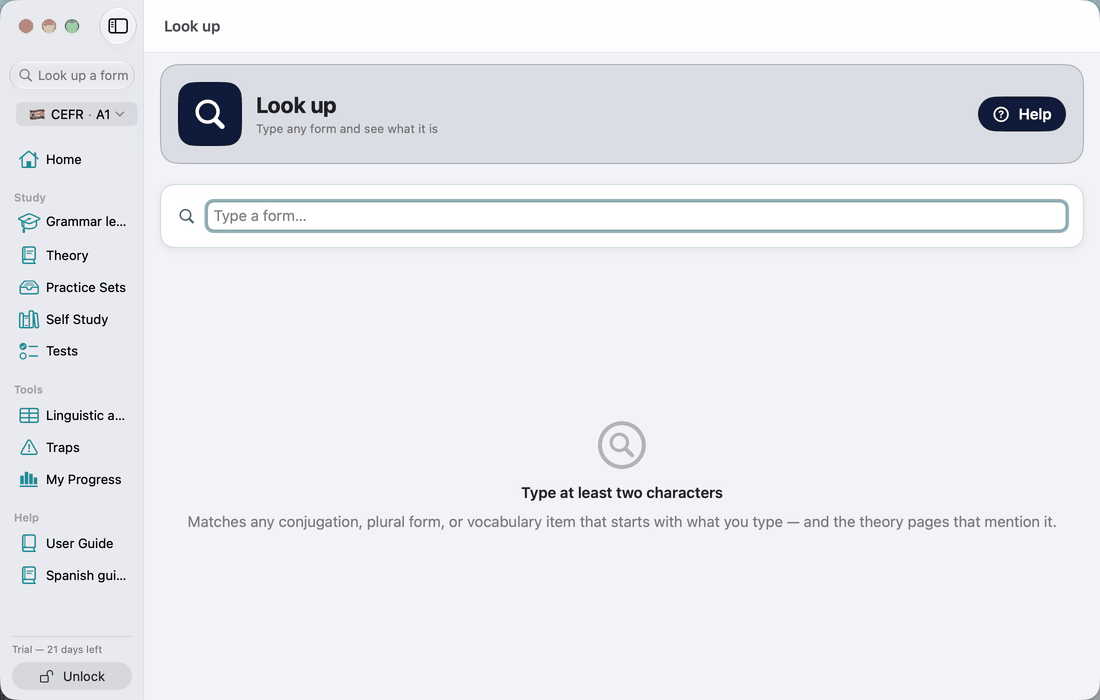 Look up
Look up a form
CEFR · A1
Home
Study
Grammar le...
Theory
Practice Sets
Self Study
Tests
Tools
Linguistic a...
Traps
My Progress
Help
User Guide
Spanish gui...
Trial — 21 days left
Unlock
Look up
Type any form and see what it is
Help
Type a form...
Type at least two characters
Matches any conjugation, plural form, or vocabulary item that starts with what you type — and the theory pages that mention it.